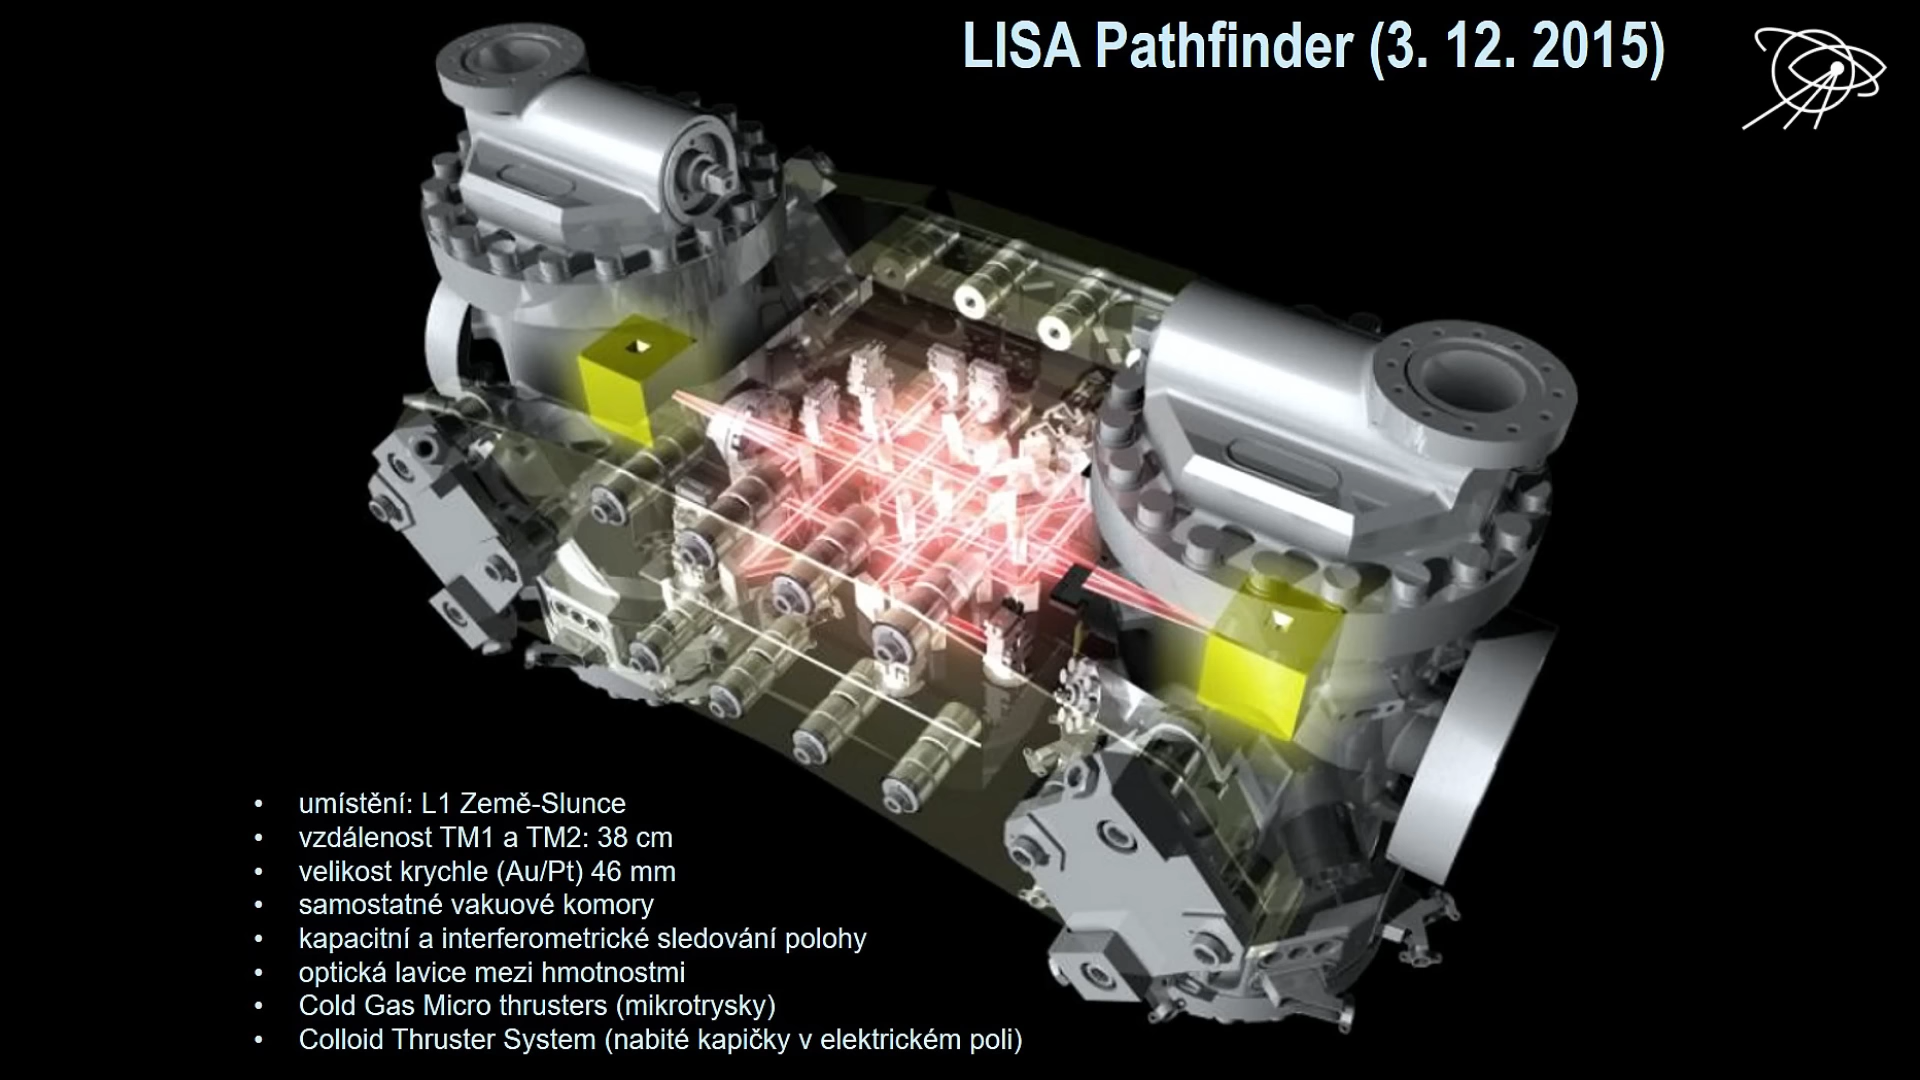 LISA Pathfinder (3. 12. 2015)
• umístění: L1 Země-Slunce
• vzdálenost TM1 a TM2: 38 cm
• velikost krychle (Au/Pt) 46 mm
• samostatné vakuové komory
• kapacitní a interferometrické sledování polohy
• optická lavice mezi hmotnostmi
• Cold Gas Micro thrusters (mikrotrysky)
• Colloid Thruster System (nabité kapičky v elektrickém poli)